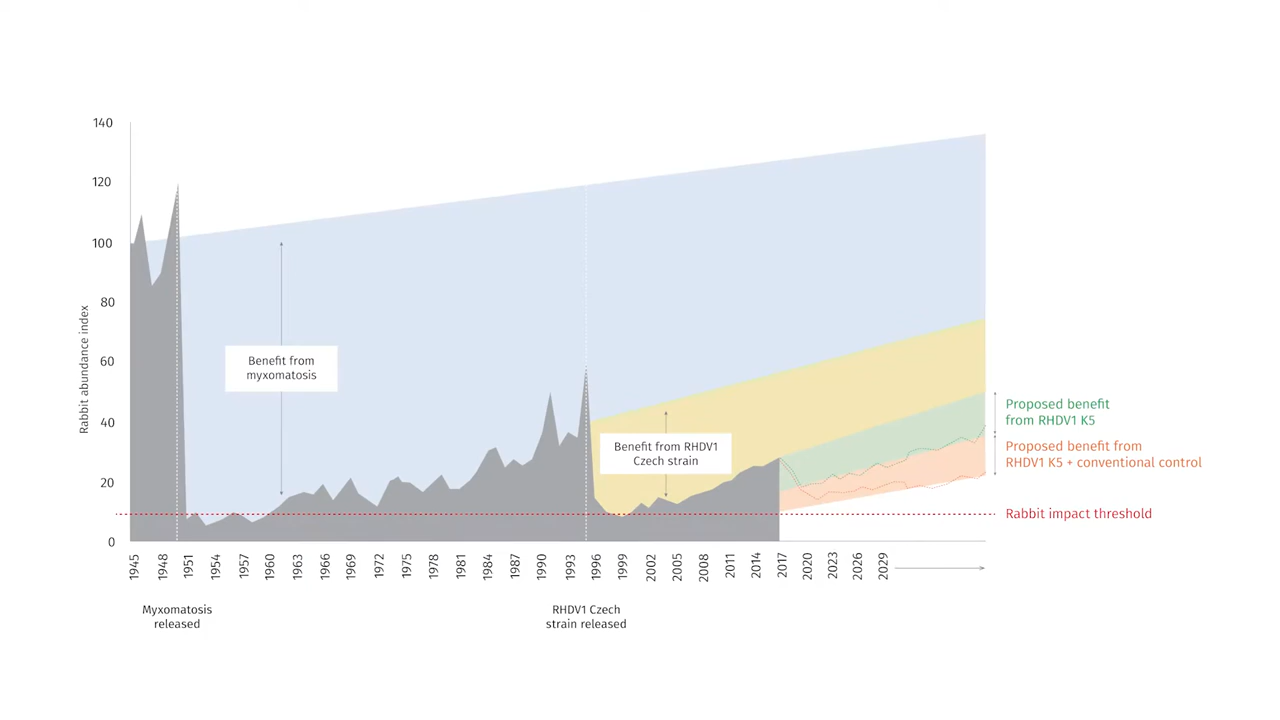 140
120
100
80
60
40
20
0
Rabbit abundance index
Benefit from
myxomatosis
Benefit from RHDV1
Czech strain
Proposed benefit
from RHDV1 K5
Proposed benefit from
RHDV1 K5 + conventional control
Rabbit impact threshold
1945
1948
1951
1954
1957
1960
1963
1966
1969
1972
1975
1978
1981
1984
1987
1990
1993
1996
1999
2002
2005
2008
2011
2014
2017
2020
2023
2026
2029
Myxomatosis
released
RHDV1 Czech
strain released